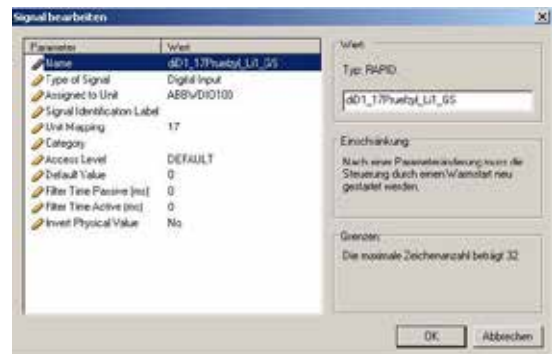 Signal bearbeiten
Parameter Wert
Name diD1_17Pruefzyl_Li1_GS
Type of Signal Digital Input
Assigned to Unit ABBVDIO100
Signal Identification Label
Unit Mapping 17
Category
Access Level DEFAULT
Default Value 0
Filter Time Passive (ms) 0
Filter Time Active (ms) 0
Invert Physical Value No
Wert
Typ: RAPID
diD1_17Pruefzyl_Li1_GS
Einschränkung
Nach einer Parameteränderung muss die
Steuerung durch einen Warmstart neu
gestartet werden.
Grenzen
Die maximale Zeichenanzahl beträgt 32
OK Abbrechen